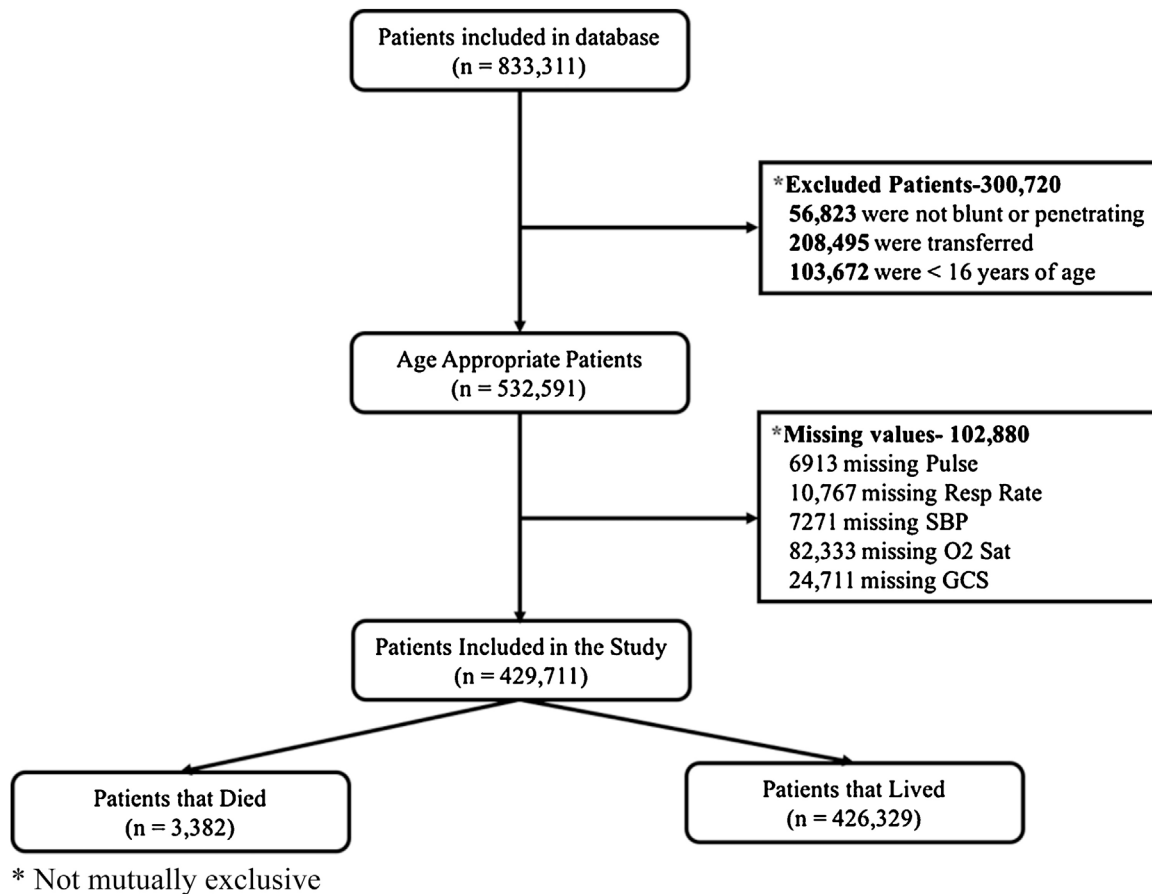 Patients included in database
(n = 833,311)
*Excluded Patients-300,720
56,823 were not blunt or penetrating
208,495 were transferred
103,672 were < 16 years of age
Age Appropriate Patients
(n = 532,591)
*Missing values- 102,880
6913 missing Pulse
10,767 missing Resp Rate
7271 missing SBP
82,333 missing O2 Sat
24,711 missing GCS
Patients Included in the Study
(n = 429,711)
Patients that Died
(n = 3,382)
Patients that Lived
(n = 426,329)
* Not mutually exclusive